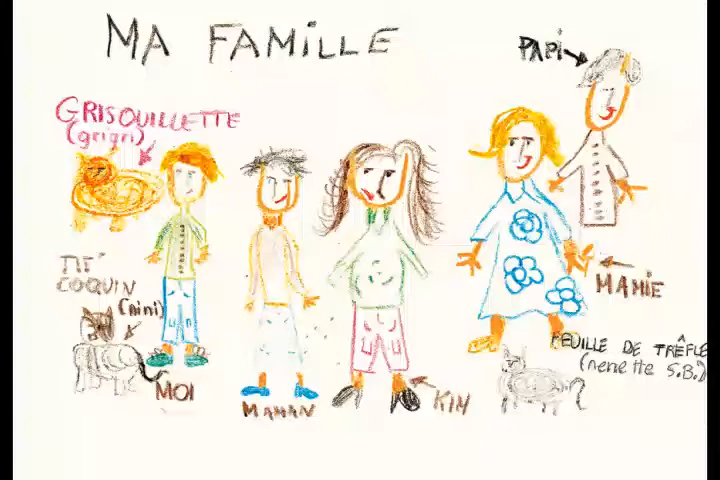 MA FAMILLE
PAPI
GRISOUILLETTE
(grigri)
TIT'
COQUIN
(nini)
MAMIE
FEUILLE DE TRÊFLE
(nenette S.B.)
MOI
MAMAN
KIM